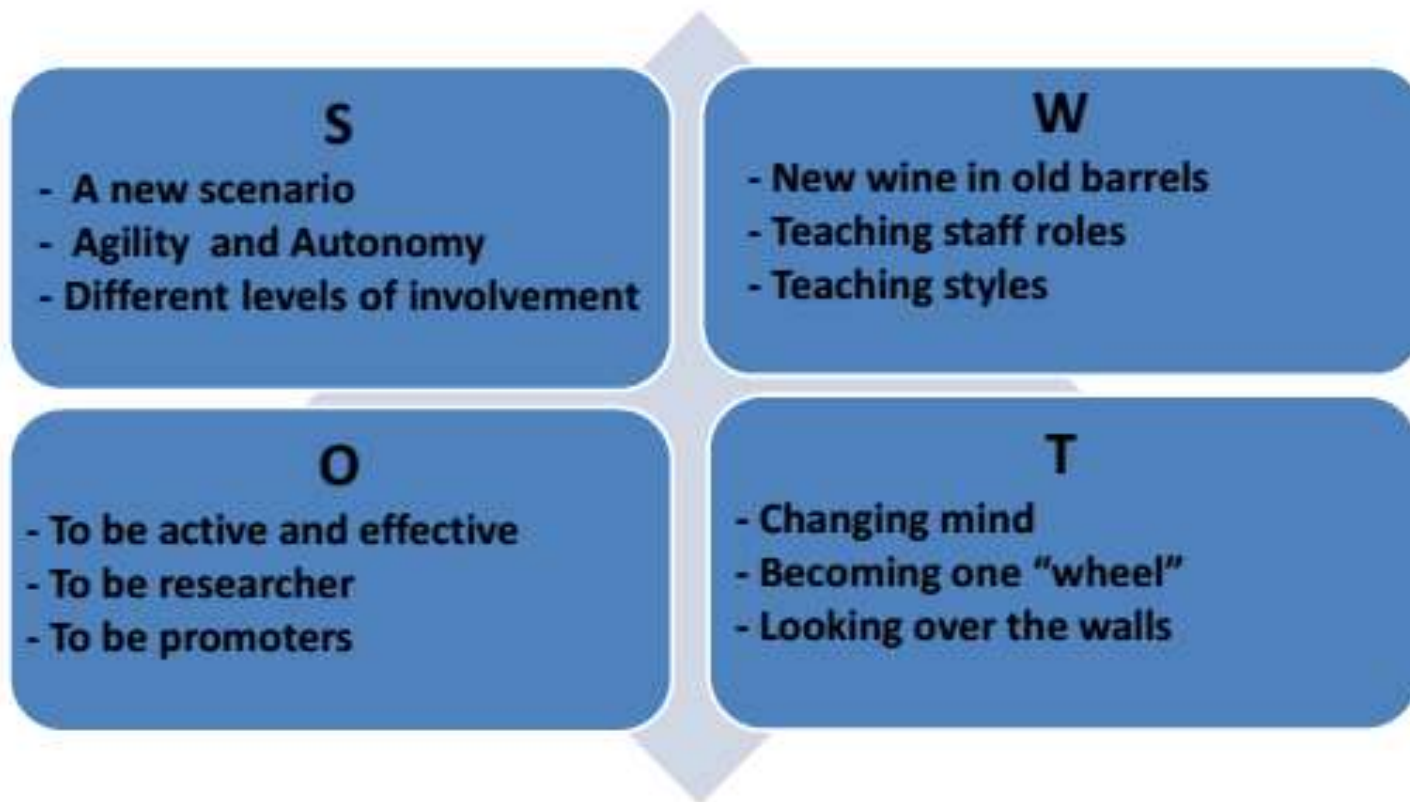 S
- A new scenario
- Agility and Autonomy
- Different levels of involvement
W
- New wine in old barrels
- Teaching staff roles
- Teaching styles
O
- To be active and effective
- To be researcher
- To be promoters
T
- Changing mind
- Becoming one “wheel”
- Looking over the walls